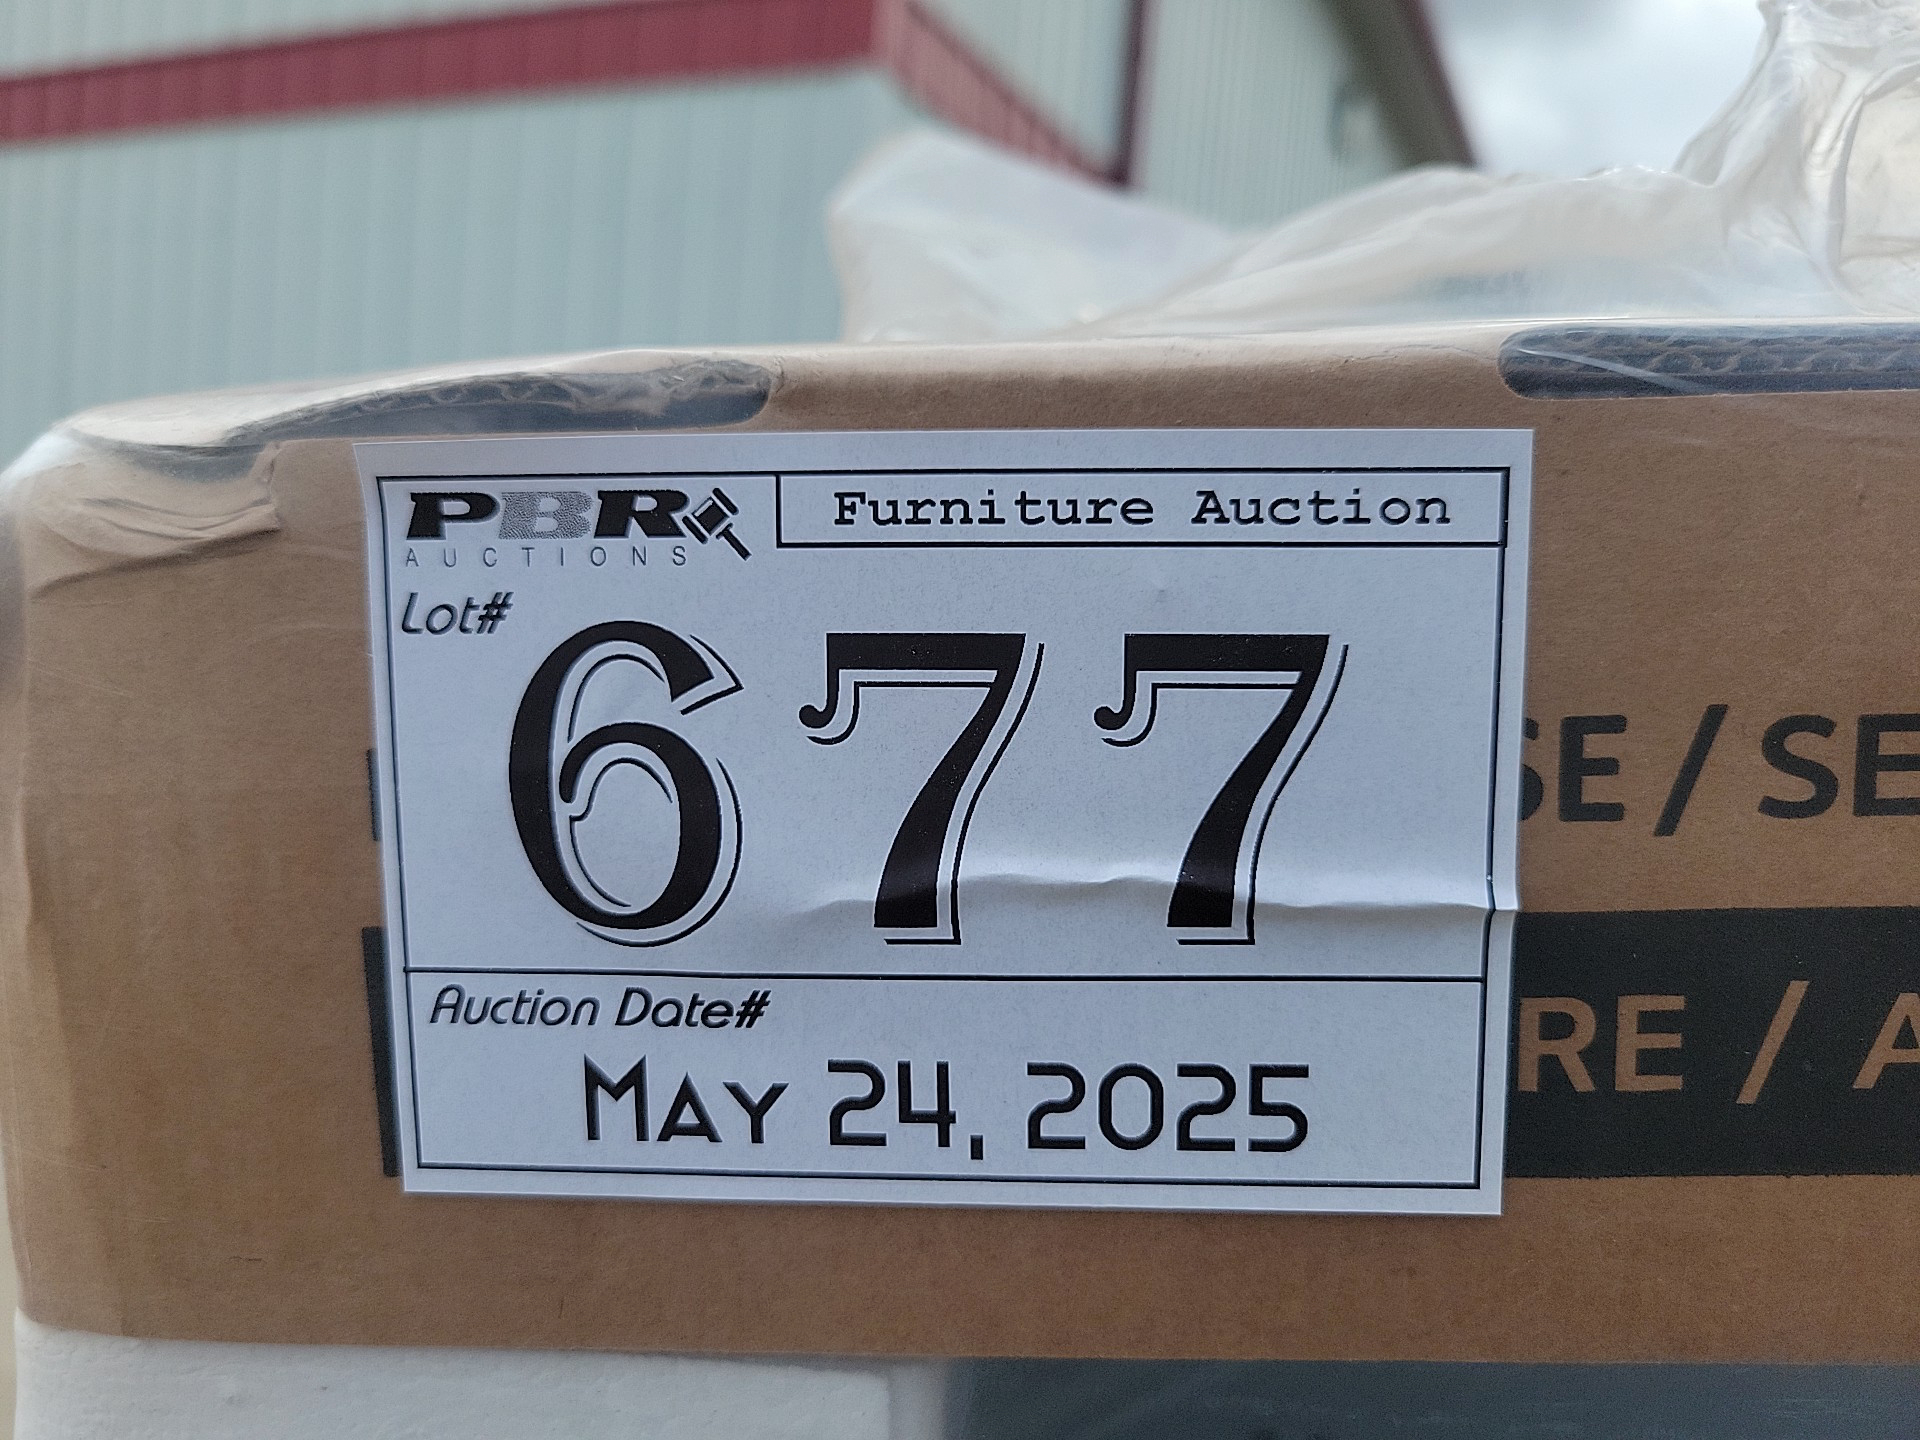 PBR
AUCTIONS
Furniture Auction
Lot#
677
SE / SE
Auction Date#
RE / A
May 24, 2025